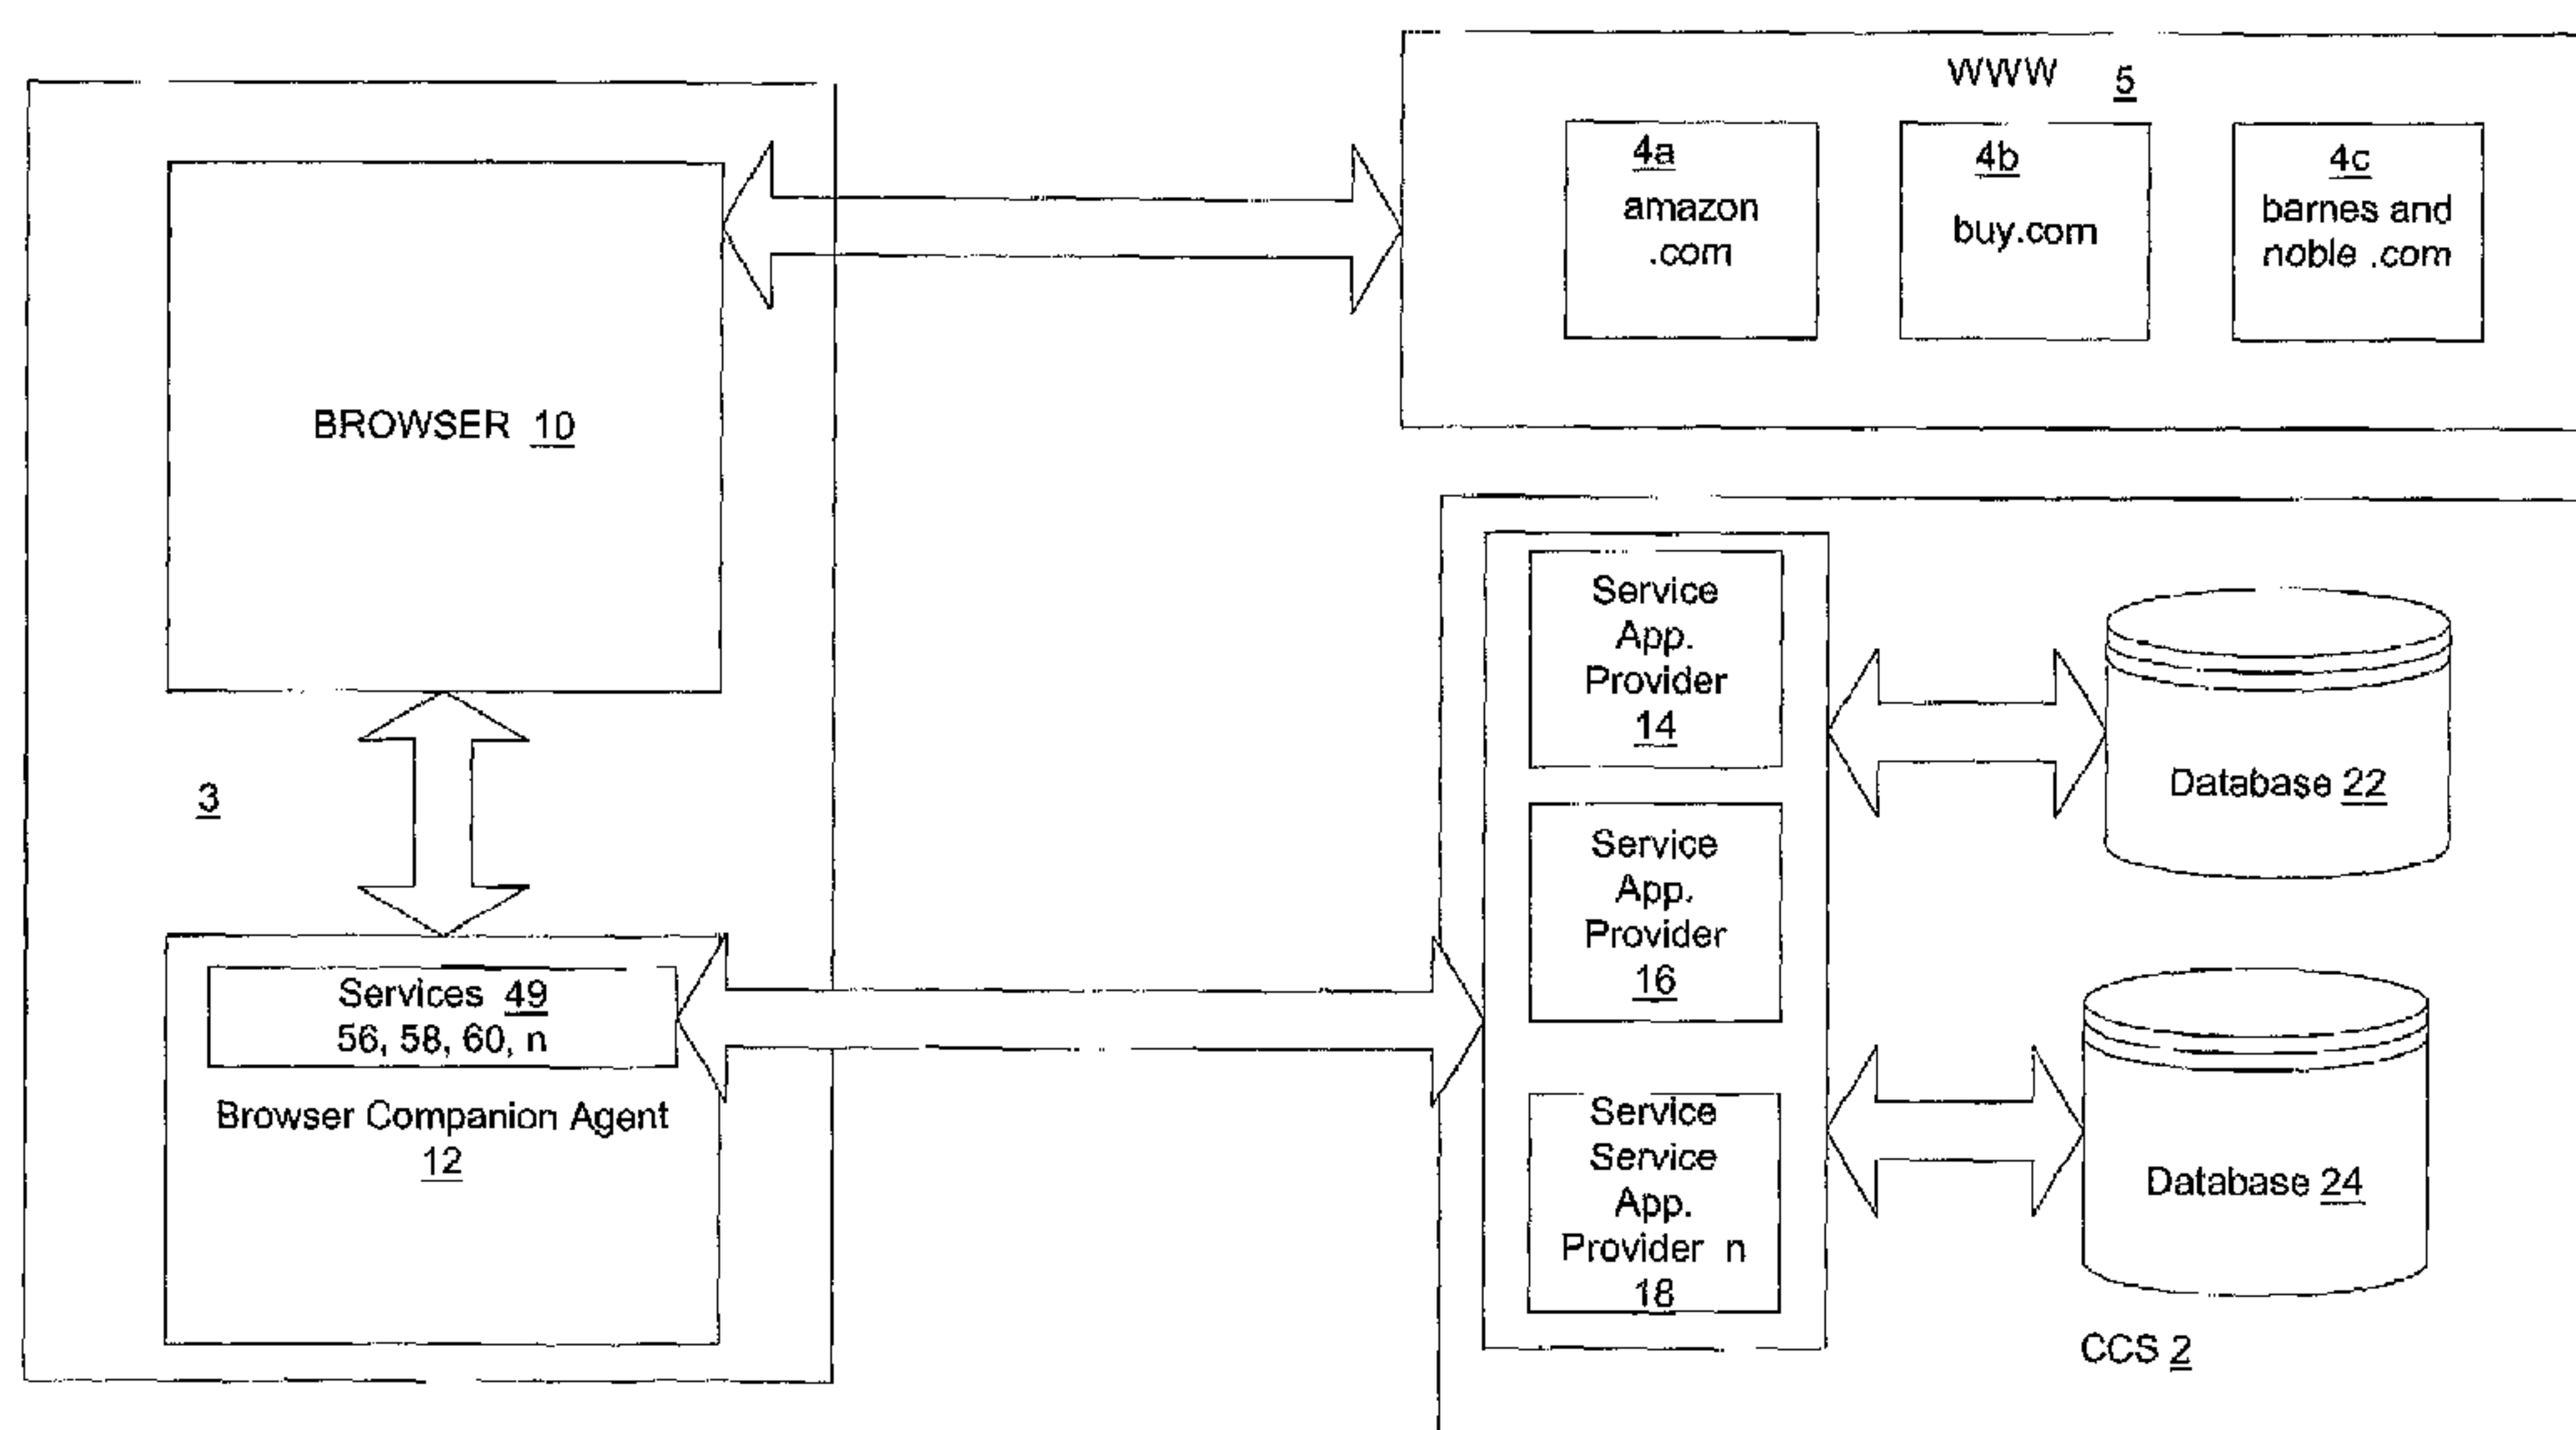 WWW 5
4a
amazon
.com
4b
buy.com
4c
barnes and
noble .com
BROWSER 10
3
Services 49
56, 58, 60, n
Browser Companion Agent
12
Service
App.
Provider
14
Service
App.
Provider
16
Service
Service
App.
Provider n
18
Database 22
Database 24
CCS 2